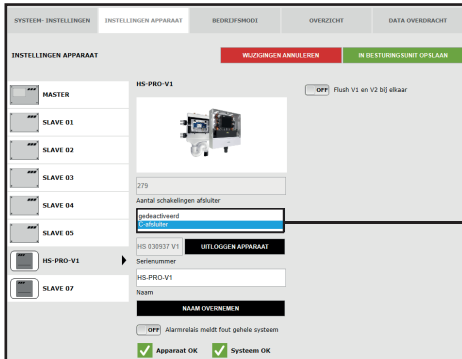 SYSTEEM- INSTELLINGEN INSTELLINGEN APPARAAT BEDRIJFSMODI OVERZICHT DATA OVERDRACHT
INSTELLINGEN APPARAAT WIJZIGINGEN ANNULEREN IN BESTURINGSUNIT OPSLAAN
MASTER
SLAVE 01
SLAVE 02
SLAVE 03
SLAVE 04
SLAVE 05
HS-PRO-V1
SLAVE 07
HS-PRO-V1
279
Aantal schakelingen afsluiter
gedeactiveerd
C-afsluiter
HS 030937 V1 UITLOGGEN APPARAAT
Serienummer
HS-PRO-V1
Naam
NAAM OVERNEMEN
OFF Alarmrelais meldt fout gehele systeem
Apparaat OK Systeem OK
OFF Flush V1 en V2 bij elkaar